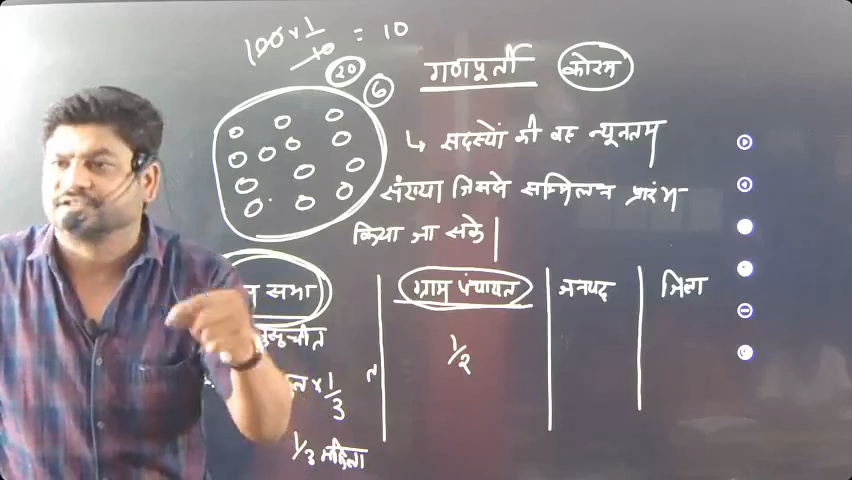 100 × 1/10 = 10
20
6
गणपूर्ती कोरम
↳ सदस्यों की वह न्यूनतम
संख्या जिससे सम्मिलन प्रारंभ
किया जा सके |
सभा ग्राम पंचायत जनपद जिला
1/2
× 1/3
1/3 महिला